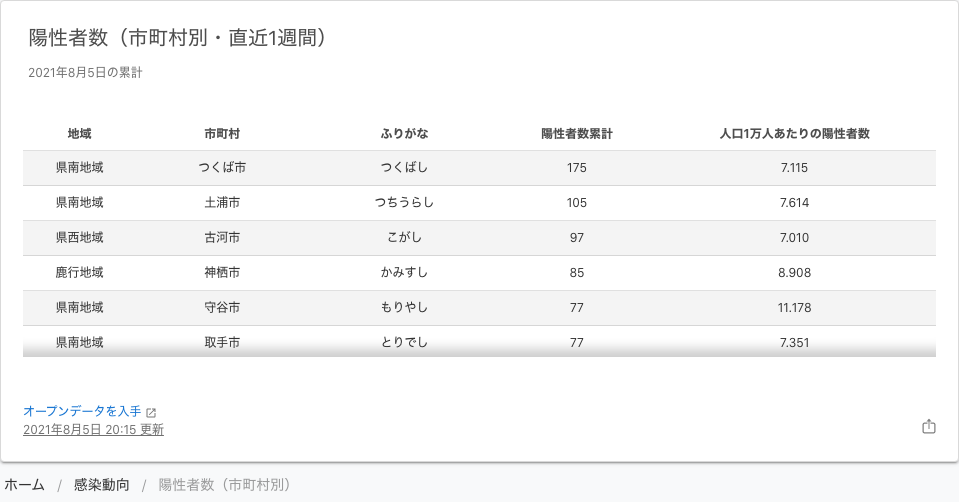 陽性者数（市町村別・直近1週間）
2021年8月5日の累計
地域 市町村 ふりがな 陽性者数累計 人口1万人あたりの陽性者数
県南地域 つくば市 つくばし 175 7.115
県南地域 土浦市 つちうらし 105 7.614
県西地域 古河市 こがし 97 7.010
鹿行地域 神栖市 かみすし 85 8.908
県南地域 守谷市 もりやし 77 11.178
県南地域 取手市 とりでし 77 7.351
オープンデータを入手
2021年8月5日 20:15 更新
ホーム / 感染動向 / 陽性者数（市町村別）